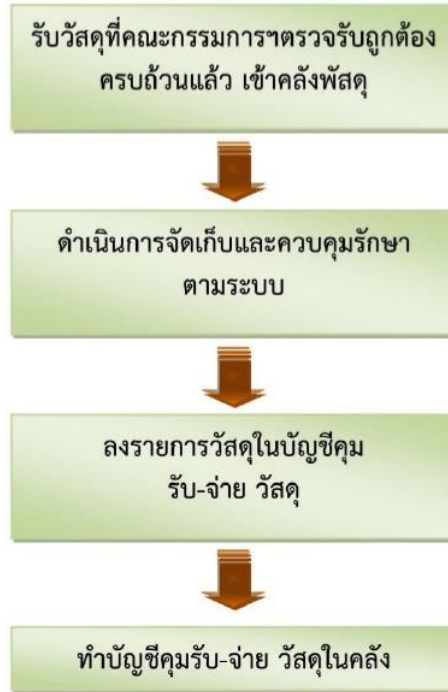 รับวัสดุที่คณะกรรมการฯตรวจรับถูกต้อง
ครบถ้วนแล้ว เข้าคลังพัสดุ
ดำเนินการจัดเก็บและควบคุมรักษา
ตามระบบ
ลงรายการวัสดุในบัญชีคุม
รับ-จ่าย วัสดุ
ทำบัญชีคุมรับ-จ่าย วัสดุในคลัง